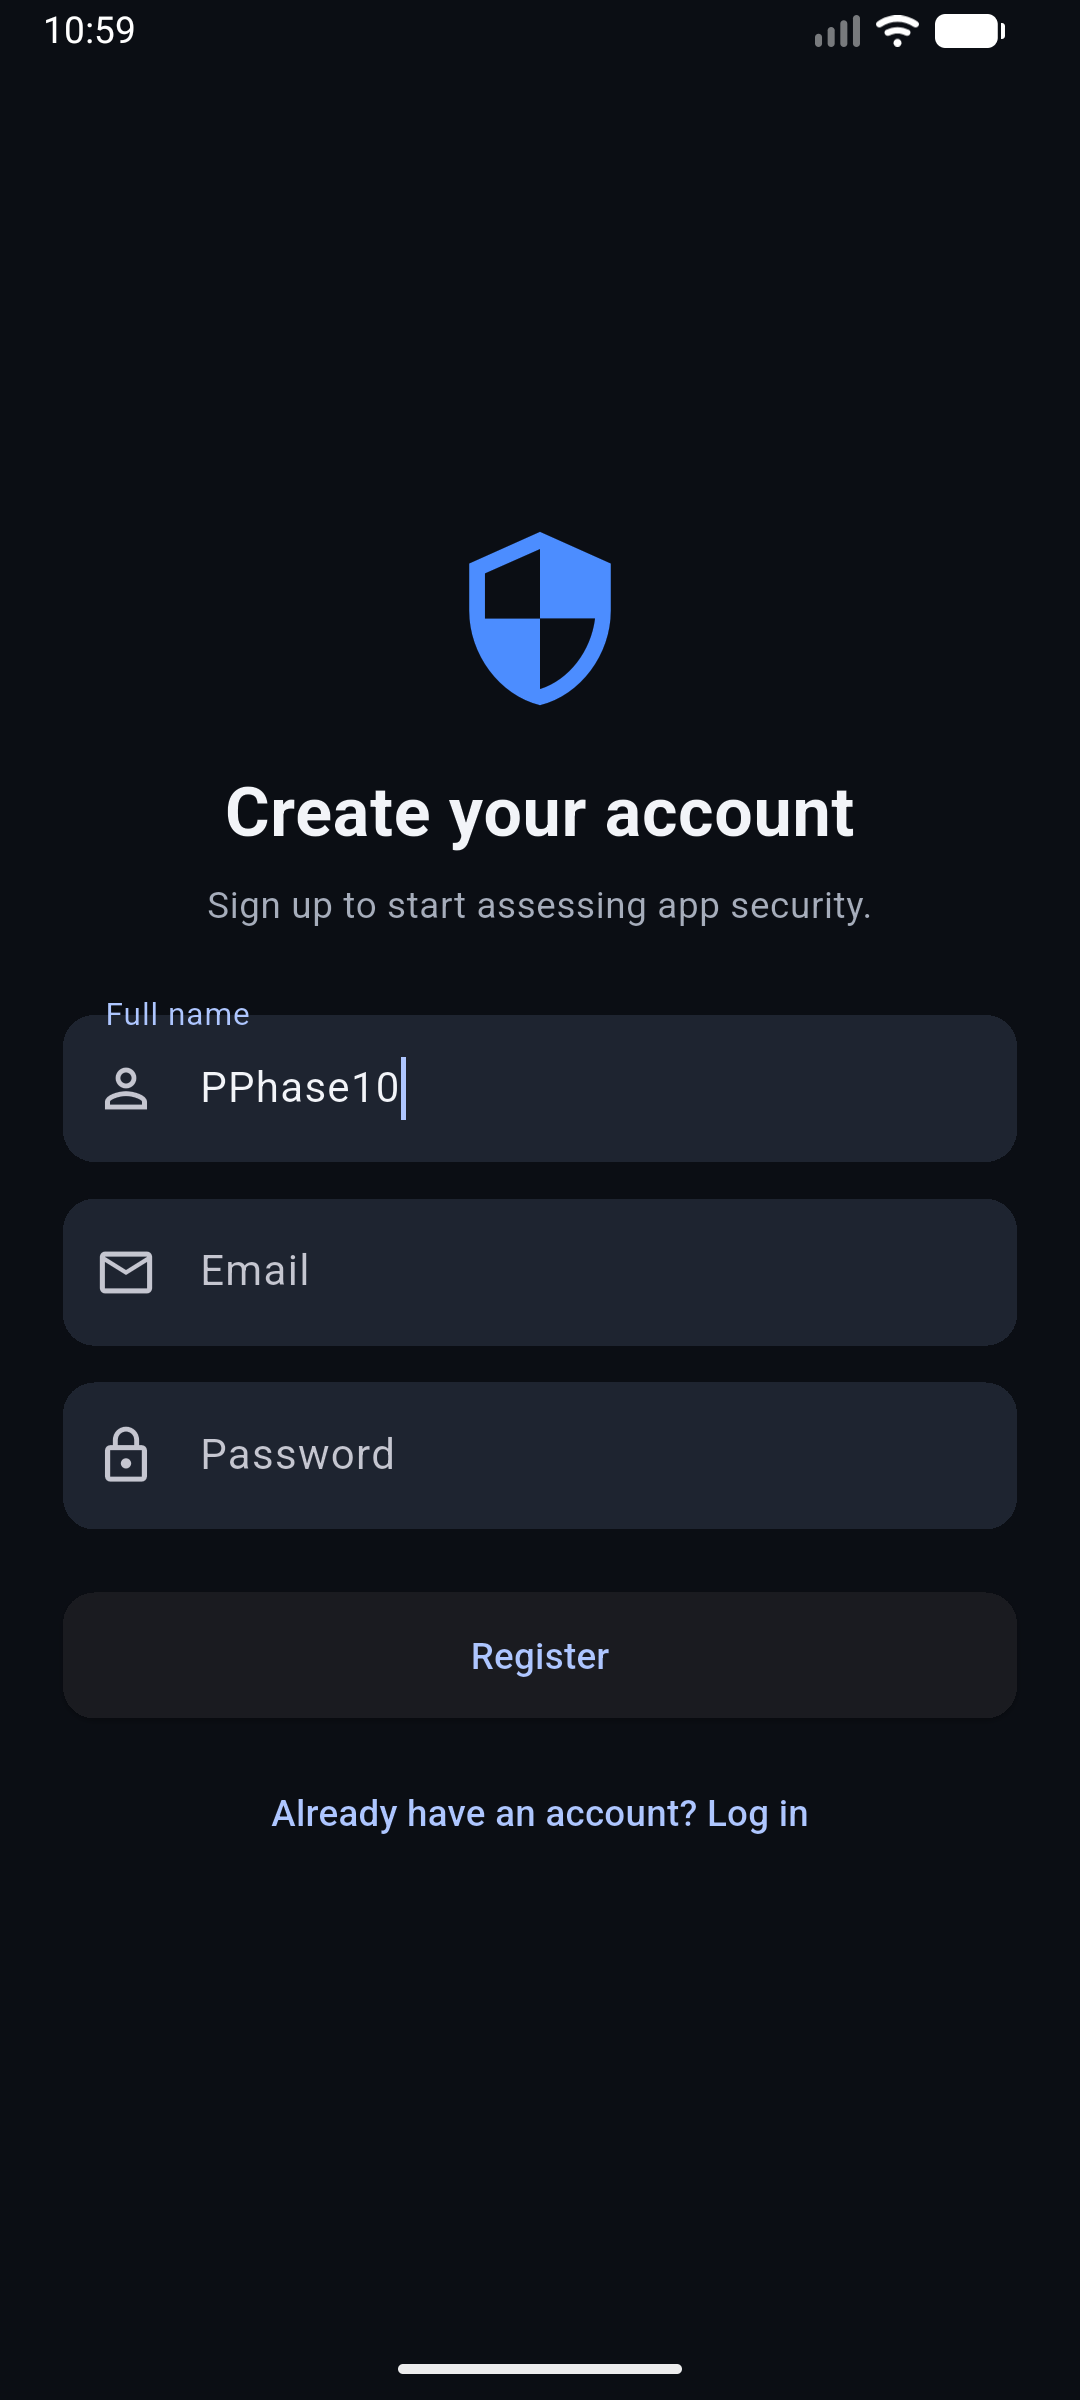 10:59
Create your account
Sign up to start assessing app security.
Full name
PPhase10
Email
Password
Register
Already have an account? Log in